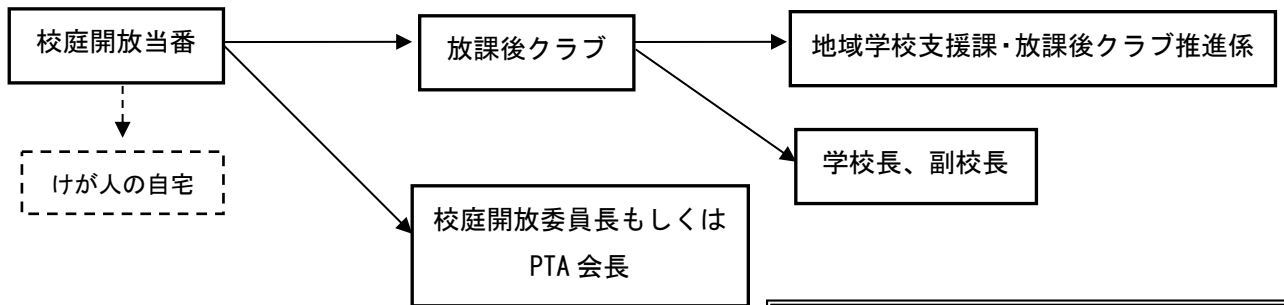 校庭開放当番
放課後クラブ
地域学校支援課・放課後クラブ推進係
学校長、副校長
けが人の自宅
校庭開放委員長もしくは
PTA 会長